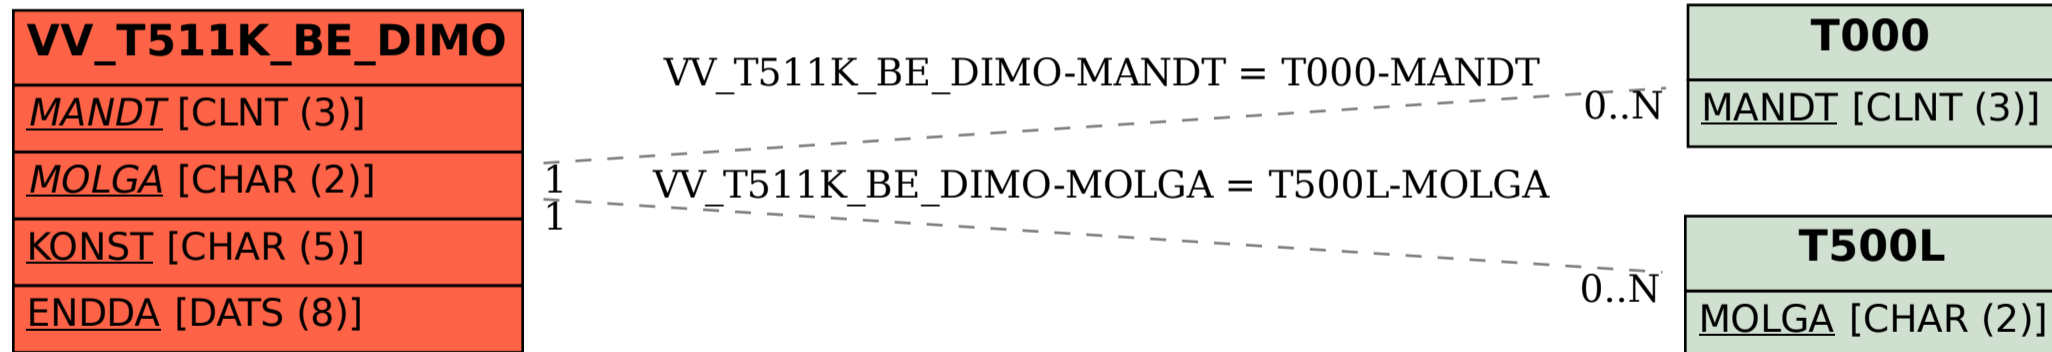 VV_T511K_BE_DIMO
MANDT [CLNT (3)]
MOLGA [CHAR (2)]
KONST [CHAR (5)]
ENDDA [DATS (8)]
VV_T511K_BE_DIMO-MANDT = T000-MANDT
0..N
1
VV_T511K_BE_DIMO-MOLGA = T500L-MOLGA
1
0..N
T000
MANDT [CLNT (3)]
T500L
MOLGA [CHAR (2)]